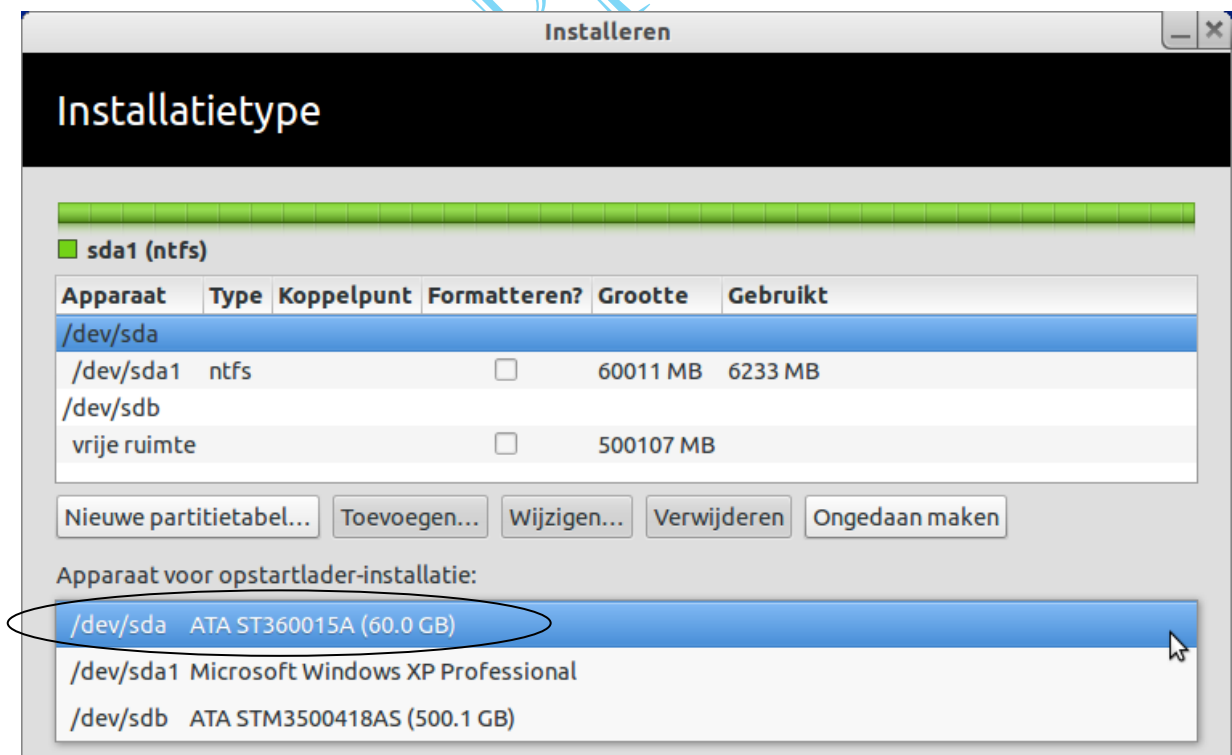 Installeren
Installatietype
sda1 (ntfs)
Apparaat Type Koppelpunt Formatteren? Grootte Gebruikt
/dev/sda
/dev/sda1 ntfs 60011 MB 6233 MB
/dev/sdb
vrije ruimte 500107 MB
Nieuwe partitietabel... Toevoegen... Wijzigen... Verwijderen Ongedaan maken
Apparaat voor opstartlader-installatie:
/dev/sda ATA ST360015A (60.0 GB)
/dev/sda1 Microsoft Windows XP Professional
/dev/sdb ATA STM3500418AS (500.1 GB)